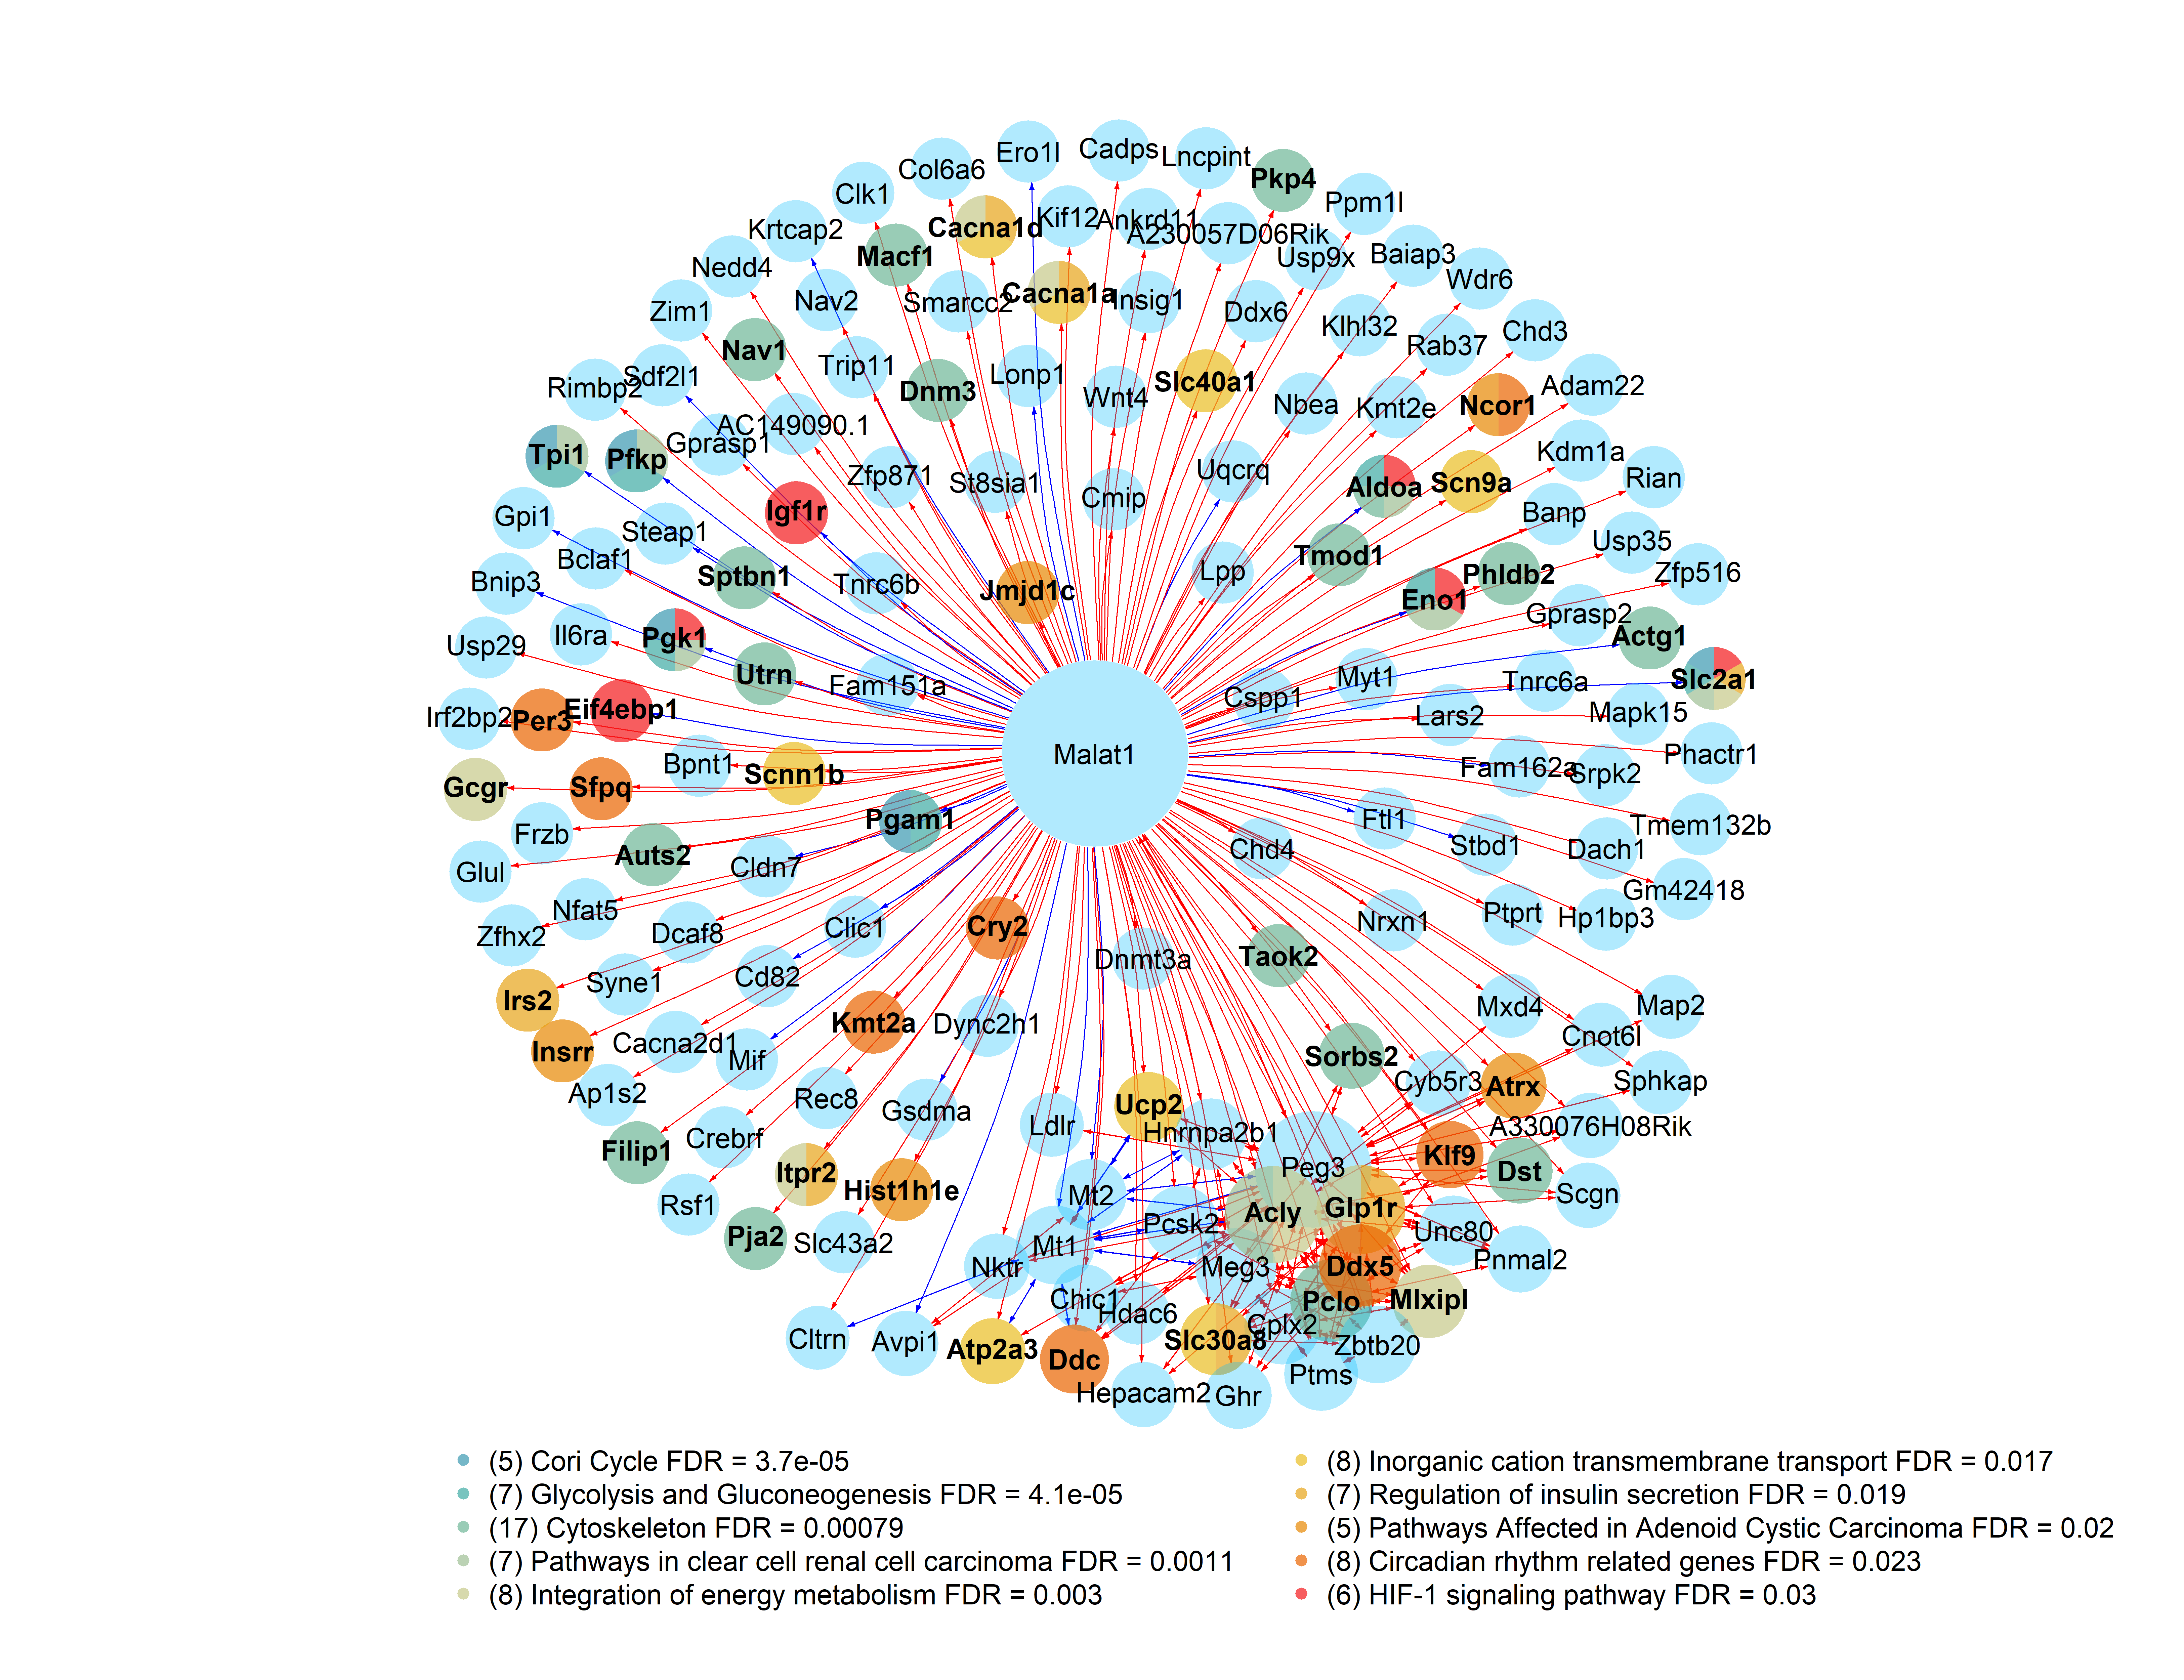 Ero1l
Cadps
Lncpint
Col6a6
Pkp4
Clk1
Ppm1l
Krtcap2
Cacna1d
Kif12
Ankrd11
A230057D06Rik
Macf1
Usp9x
Baiap3
Nedd4
Wdr6
Zim1
Nav2
Smarcc2
Cacna1a
Insig1
Ddx6
Klhl32
Rab37
Chd3
Nav1
Trip11
Lonp1
Rimbp2
Sdf2l1
Dnm3
Wnt4
Slc40a1
Nbea
Kmt2e
Ncor1
Adam22
AC149090.1
Gprasp1
Tpi1
Pfkp
Zfp871
St8sia1
Cmip
Uqcrq
Aldoa
Scn9a
Kdm1a
Rian
Gpi1
Igf1r
Banp
Steap1
Bclaf1
Usp35
Bnip3
Sptbn1
Tnrc6b
Jmjd1c
Lpp
Tmod1
Phldb2
Zfp516
Eno1
Gprasp2
Usp29
Il6ra
Pgk1
Actg1
Utrn
Fam151a
Cspp1
Myt1
Tnrc6a
Slc2a1
Irf2bp2
Per3
Eif4ebp1
Lars2
Mapk15
Malat1
Bpnt1
Scnn1b
Fam162a
Srpk2
Phactr1
Gcgr
Sfpq
Frzb
Pgam1
Ftl1
Stbd1
Dach1
Tmem132b
Glul
Auts2
Cldn7
Chd4
Gm42418
Zfhx2
Nfat5
Dcaf8
Clic1
Cry2
Nrxn1
Ptprt
Hp1bp3
Dnmt3a
Taok2
Irs2
Syne1
Cd82
Mxd4
Map2
Insrr
Cacna2d1
Mif
Kmt2a
Dync2h1
Sorbs2
Cnot6l
Ap1s2
Rec8
Gsdma
Ucp2
Cyb5r3
Atrx
Sphkap
Filip1
Crebrf
Ldlr
Hnrnpa2b1
A330076H08Rik
Itpr2
Hist1h1e
Peg3
Klf9
Dst
Scgn
Rsf1
Mt2
Pcsk2
Acly
Glp1r
Unc80
Pja2
Slc43a2
Nktr
Mt1
Meg3
Ddx5
Pnmal2
Chic1
Hdac6
Pclo
Mlxipl
Cltrn
Avpi1
Atp2a3
Ddc
Slc30a8
Cplx2
Zbtb20
Hepacam2
Ghr
Ptms
(5) Cori Cycle FDR = 3.7e-05
(7) Glycolysis and Gluconeogenesis FDR = 4.1e-05
(17) Cytoskeleton FDR = 0.00079
(7) Pathways in clear cell renal cell carcinoma FDR = 0.0011
(8) Integration of energy metabolism FDR = 0.003
(8) Inorganic cation transmembrane transport FDR = 0.017
(7) Regulation of insulin secretion FDR = 0.019
(5) Pathways Affected in Adenoid Cystic Carcinoma FDR = 0.02
(8) Circadian rhythm related genes FDR = 0.023
(6) HIF-1 signaling pathway FDR = 0.03